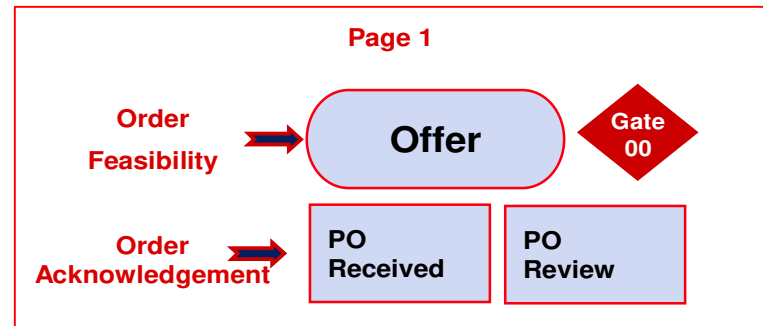 Page 1
Order
Feasibility
Offer
Gate
00
Order
Acknowledgement
PO
Received
PO
Review